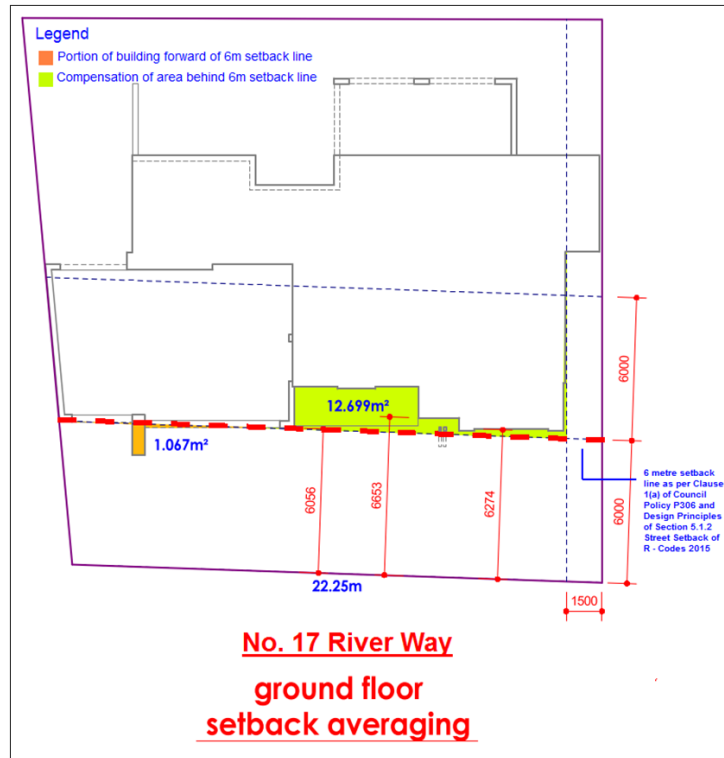 Legend
Portion of building forward of 6m setback line
Compensation of area behind 6m setback line
12.699m²
1.067m²
6000
6056
6653
6274
6000
6 metre setback
line as per Clause
1(a) of Council
Policy P306 and
Design Principles
of Section 5.1.2
Street Setback of
R - Codes 2015
22.25m
1500
No. 17 River Way
ground floor
setback averaging